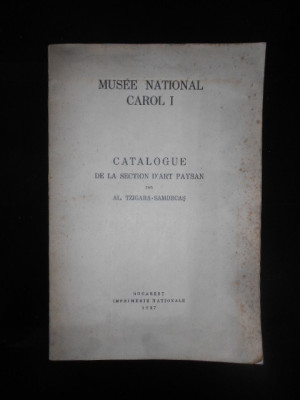 MUSÉE NATIONAL
CAROL I
CATALOGUE
DE LA SECTION D'ART PAYSAN
PAR
AL. TZIGARA-SAMURCAȘ
BUCAREST
IMPRIMERIE NATIONALE